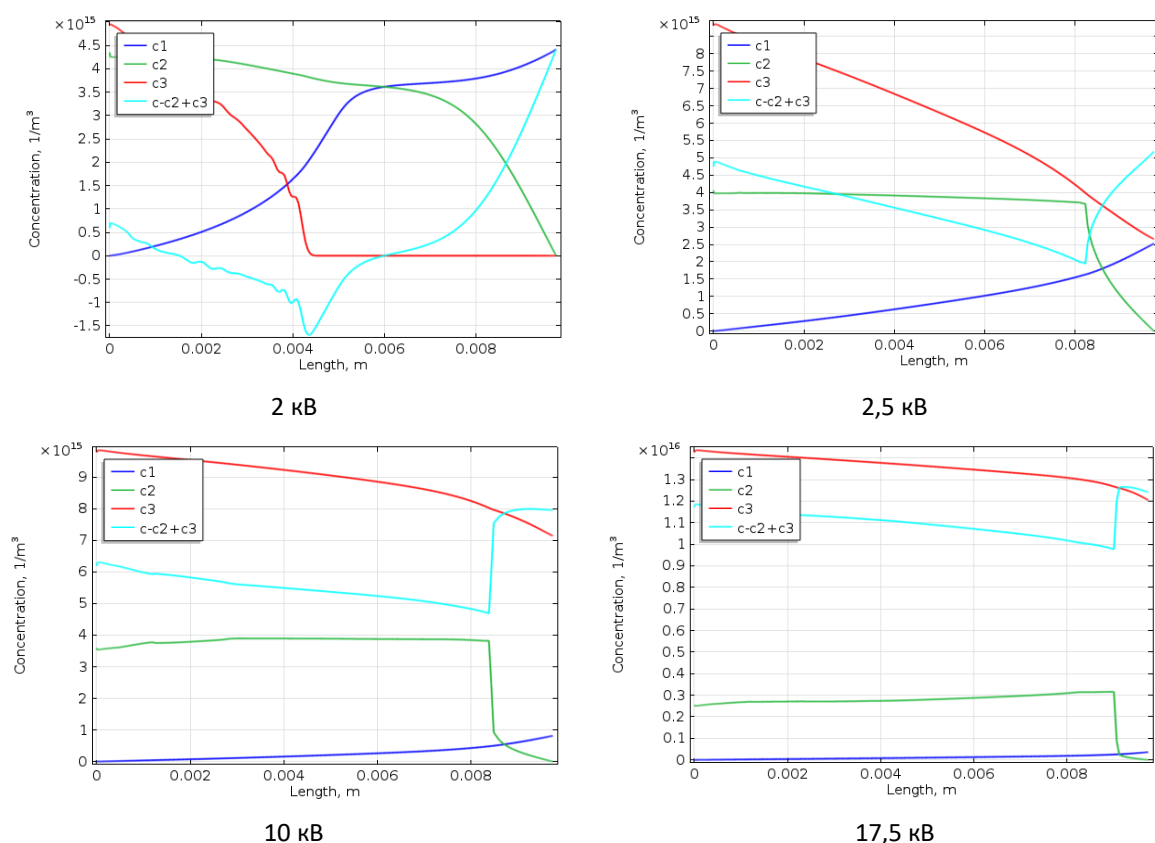 ×10¹⁵
4.5
4
3.5
3
2.5
2
1.5
1
0.5
0
-0.5
-1
-1.5
c1
c2
c3
c-c2+c3
Concentration, 1/m³
0 0.002 0.004 0.006 0.008
Length, m
2 кВ
×10¹⁵
8.5
8
7.5
7
6.5
6
5.5
5
4.5
4
3.5
3
2.5
2
1.5
1
0.5
0
c1
c2
c3
c-c2+c3
Concentration, 1/m³
0 0.002 0.004 0.006 0.008
Length, m
2,5 кВ
×10¹⁵
9
8
7
6
5
4
3
2
1
0
c1
c2
c3
c-c2+c3
Concentration, 1/m³
0 0.002 0.004 0.006 0.008
Length, m
10 кВ
×10¹⁶
1.3
1.2
1.1
1
0.9
0.8
0.7
0.6
0.5
0.4
0.3
0.2
0.1
0
c1
c2
c3
c-c2+c3
Concentration, 1/m³
0 0.002 0.004 0.006 0.008
Length, m
17,5 кВ